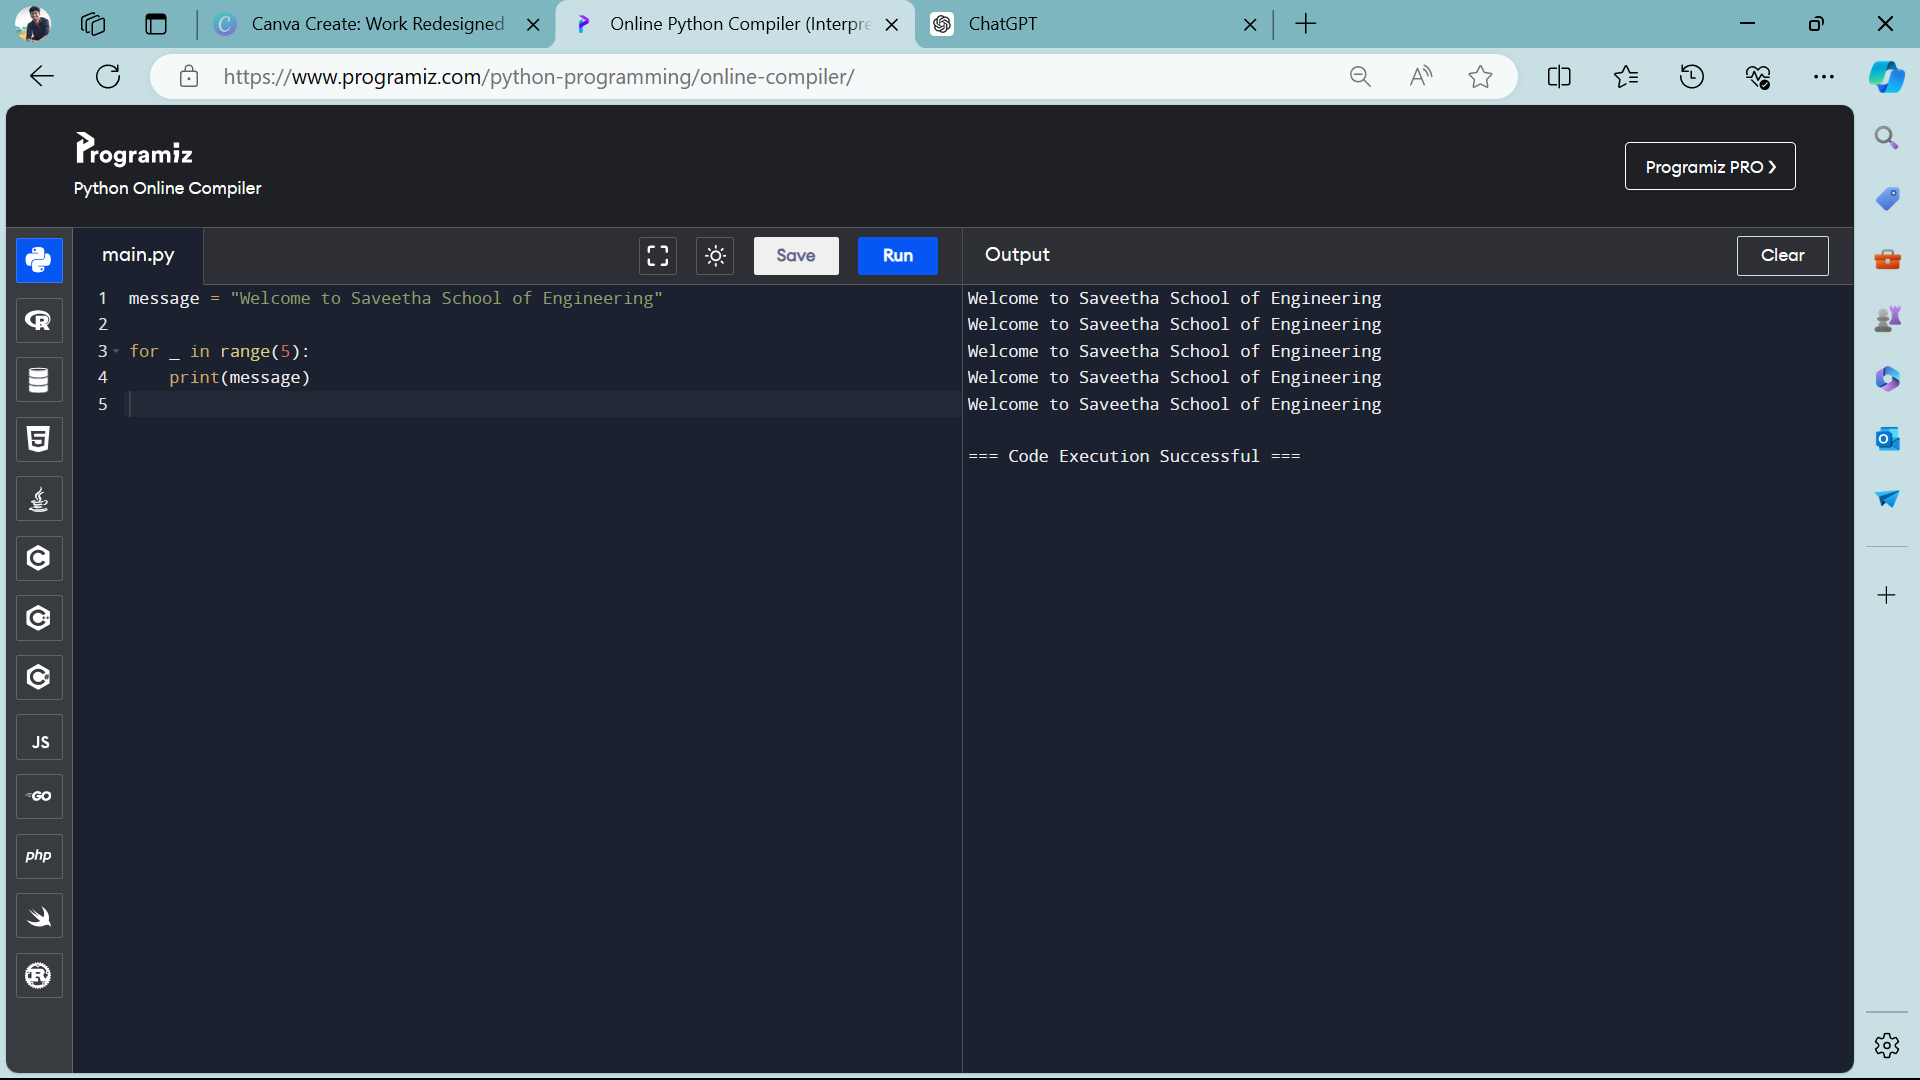 Canva Create: Work Redesigned
Online Python Compiler (Interpre
ChatGPT
https://www.programiz.com/python-programming/online-compiler/
Programiz
Python Online Compiler
Programiz PRO ❯
main.py
Save
Run
Output
Clear
1 message = "Welcome to Saveetha School of Engineering"
2
3 for _ in range(5):
4     print(message)
5
Welcome to Saveetha School of Engineering
Welcome to Saveetha School of Engineering
Welcome to Saveetha School of Engineering
Welcome to Saveetha School of Engineering
Welcome to Saveetha School of Engineering
=== Code Execution Successful ===
JS
GO
php